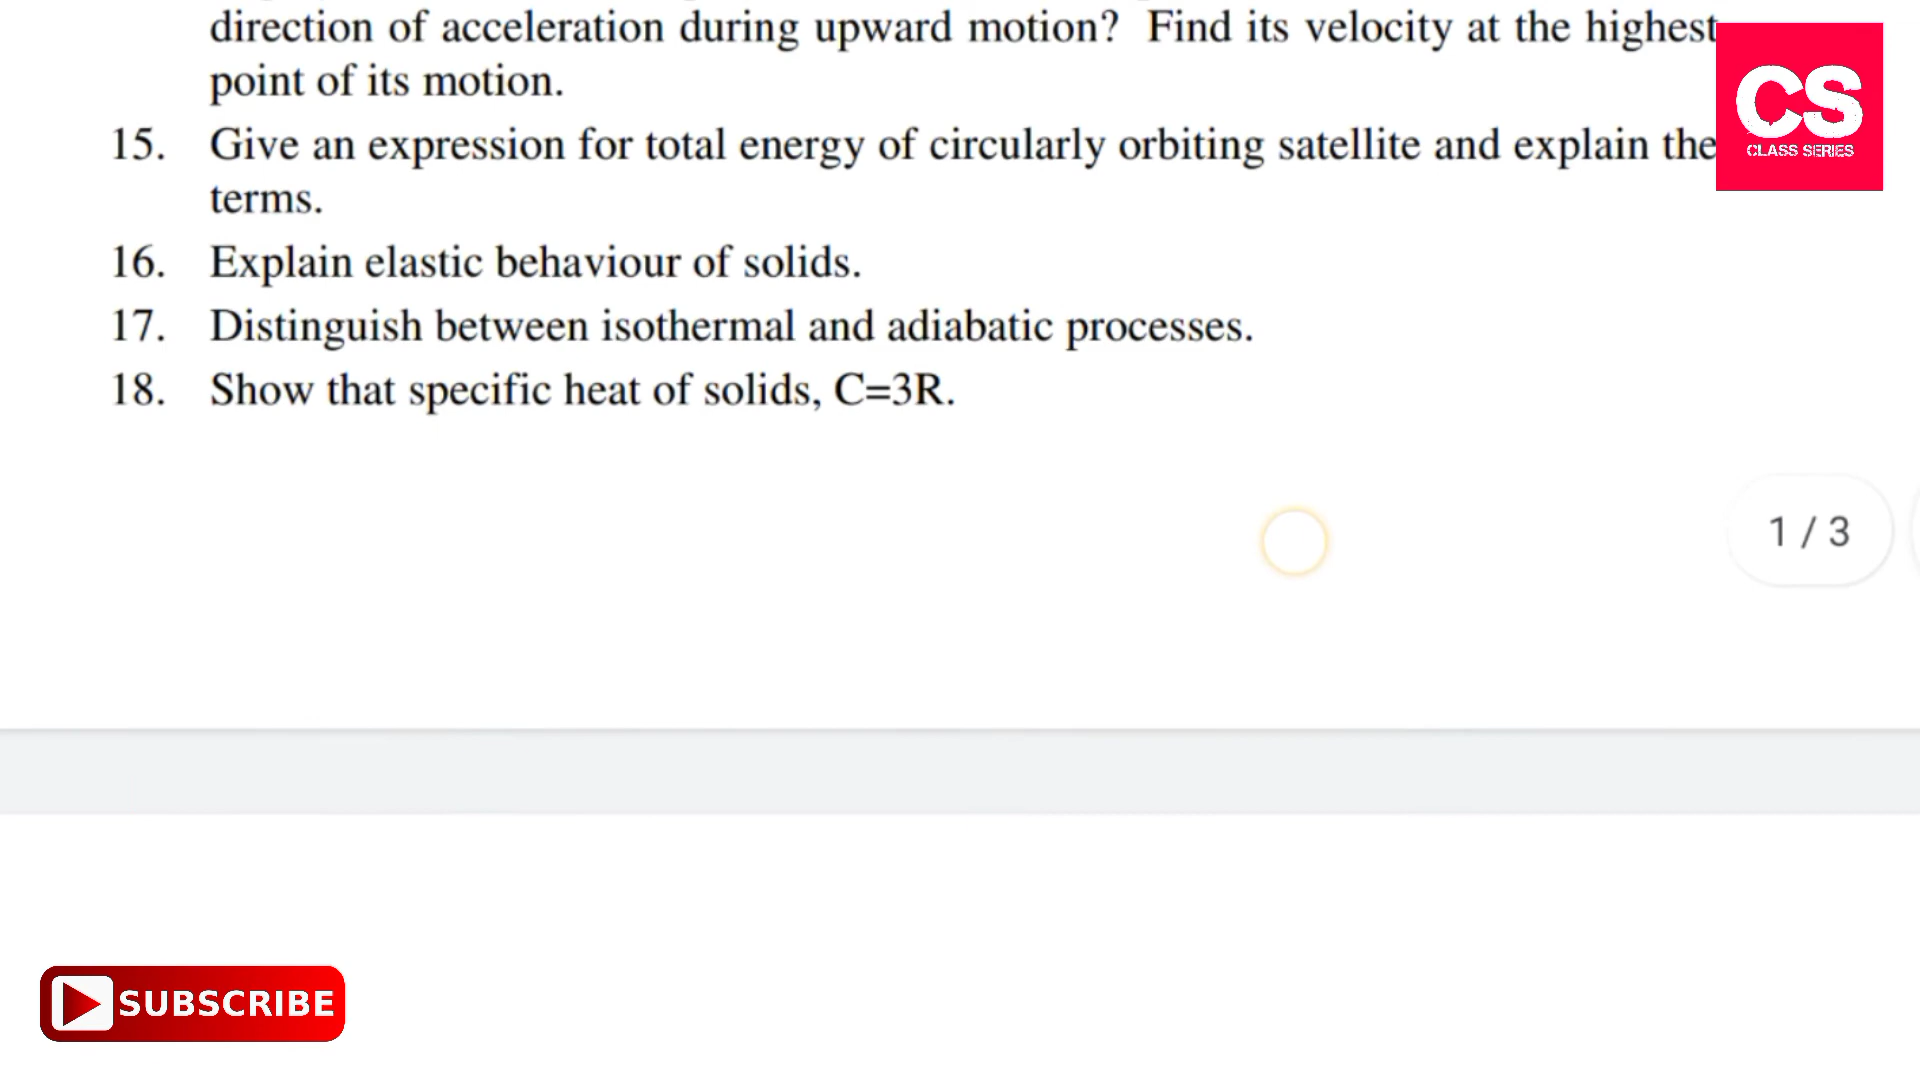 direction of acceleration during upward motion? Find its velocity at the highest
point of its motion.
15. Give an expression for total energy of circularly orbiting satellite and explain the
terms.
16. Explain elastic behaviour of solids.
17. Distinguish between isothermal and adiabatic processes.
18. Show that specific heat of solids, C=3R.
CS
CLASS SERIES
1 / 3
SUBSCRIBE